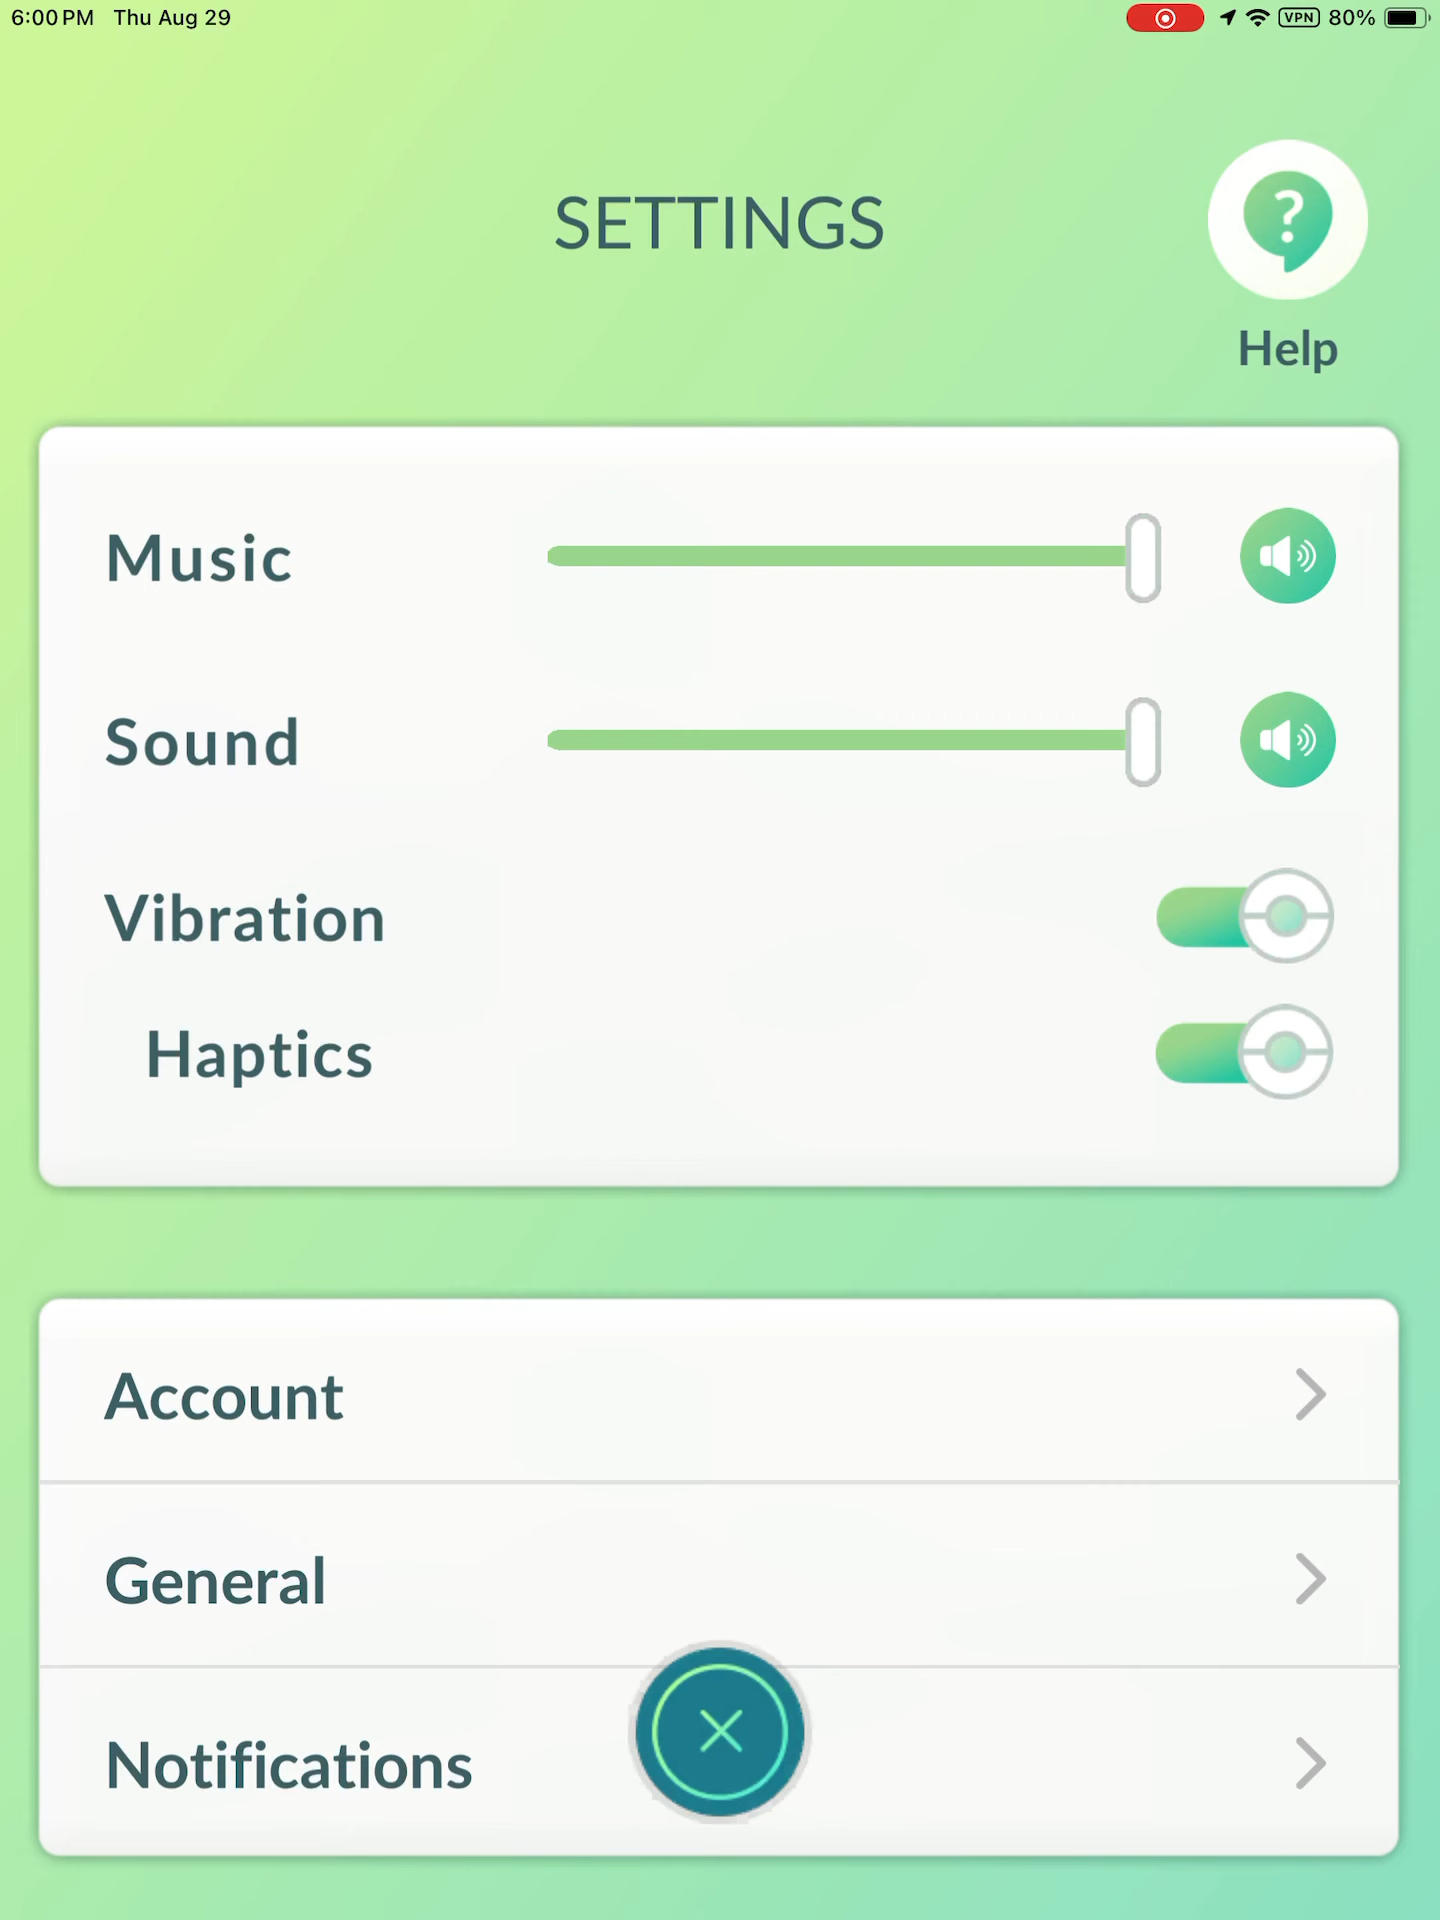 6:00 PM Thu Aug 29
VPN 80%
SETTINGS
?
Help
Music
Sound
Vibration
Haptics
Account
General
Notifications